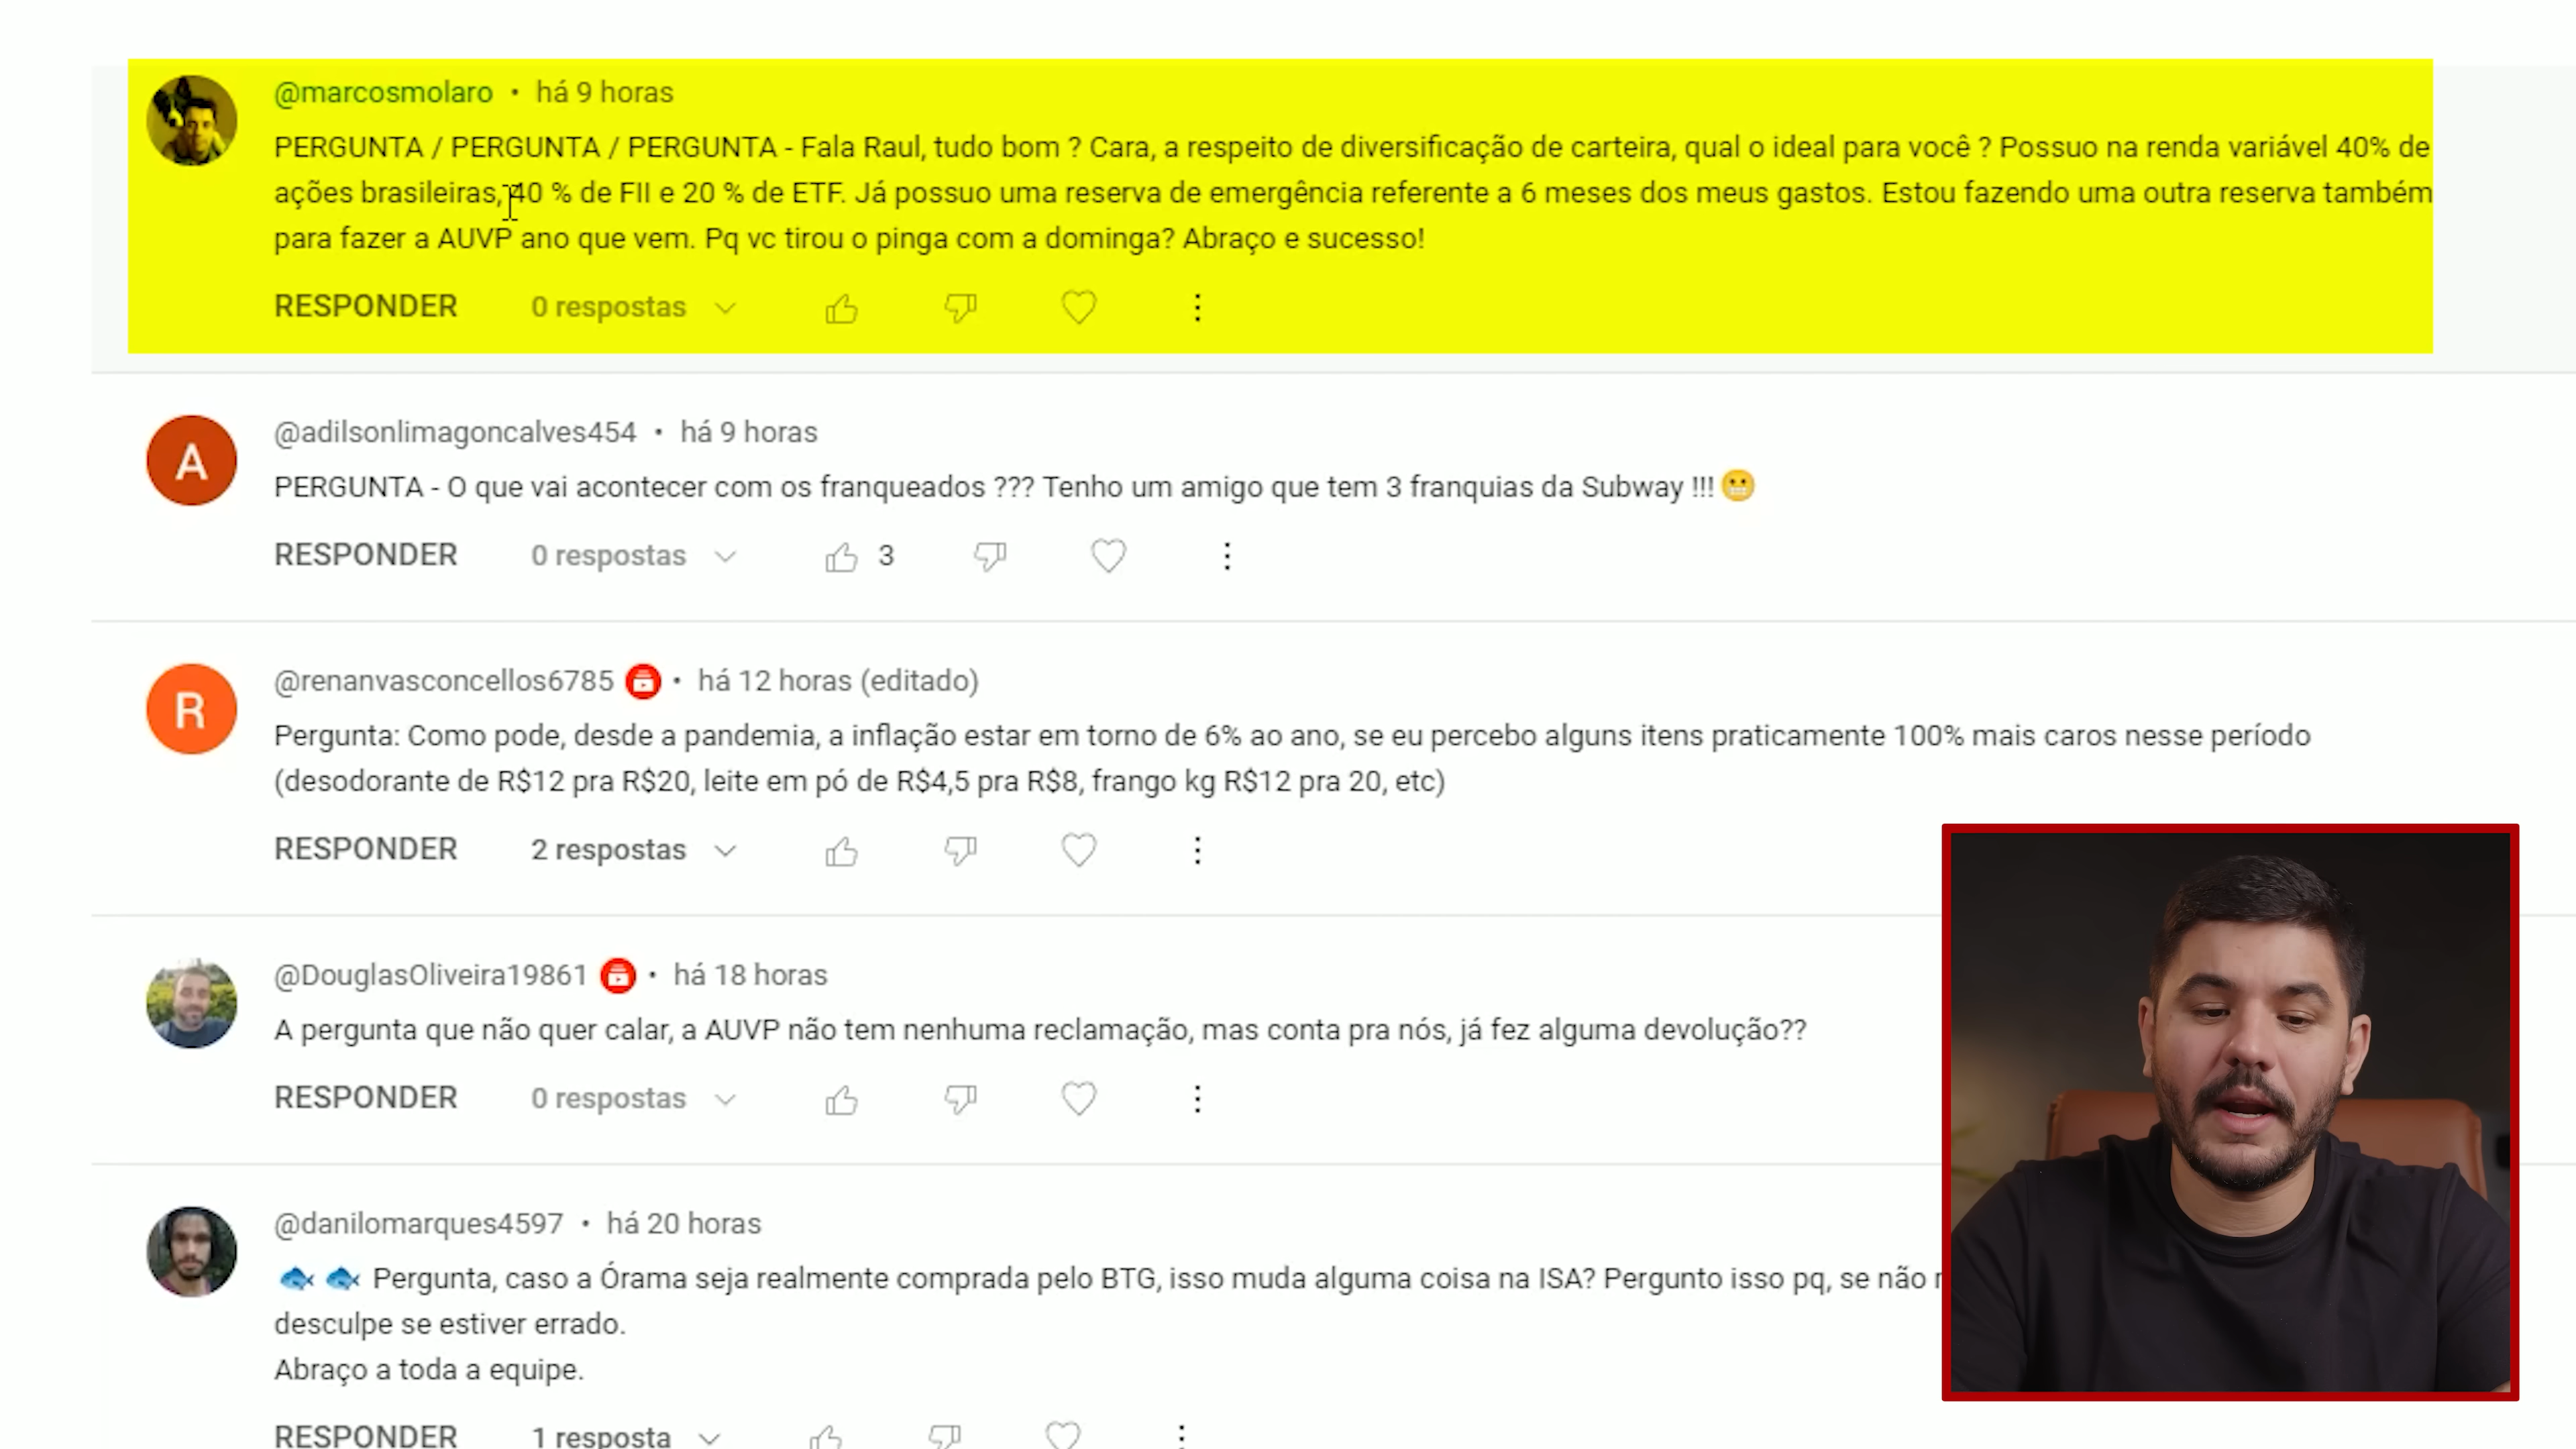 @marcosmolaro • há 9 horas
PERGUNTA / PERGUNTA / PERGUNTA - Fala Raul, tudo bom ? Cara, a respeito de diversificação de carteira, qual o ideal para você ? Possuo na renda variável 40% de
ações brasileiras, 40 % de FII e 20 % de ETF. Já possuo uma reserva de emergência referente a 6 meses dos meus gastos. Estou fazendo uma outra reserva também
para fazer a AUVP ano que vem. Pq vc tirou o pinga com a dominga? Abraço e sucesso!
RESPONDER 0 respostas
A
@adilsonlimagoncalves454 • há 9 horas
PERGUNTA - O que vai acontecer com os franqueados ??? Tenho um amigo que tem 3 franquias da Subway !!!😬
RESPONDER 0 respostas 3
R
@renanvasconcellos6785 • há 12 horas (editado)
Pergunta: Como pode, desde a pandemia, a inflação estar em torno de 6% ao ano, se eu percebo alguns itens praticamente 100% mais caros nesse período
(desodorante de R$12 pra R$20, leite em pó de R$4,5 pra R$8, frango kg R$12 pra 20, etc)
RESPONDER 2 respostas
@DouglasOliveira19861 • há 18 horas
A pergunta que não quer calar, a AUVP não tem nenhuma reclamação, mas conta pra nós, já fez alguma devolução??
RESPONDER 0 respostas
@danilomarques4597 • há 20 horas
🐟 🐟 Pergunta, caso a Órama seja realmente comprada pelo BTG, isso muda alguma coisa na ISA? Pergunto isso pq, se não
desculpe se estiver errado.
Abraço a toda a equipe.
RESPONDER 1 resposta